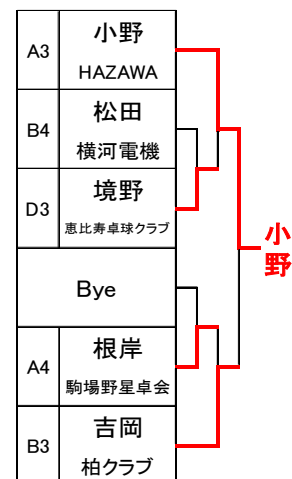 A3
小野
HAZAWA
B4
松田
横河電機
D3
境野
恵比寿卓球クラブ
Bye
A4
根岸
駒場野星卓会
B3
吉岡
柏クラブ
小野